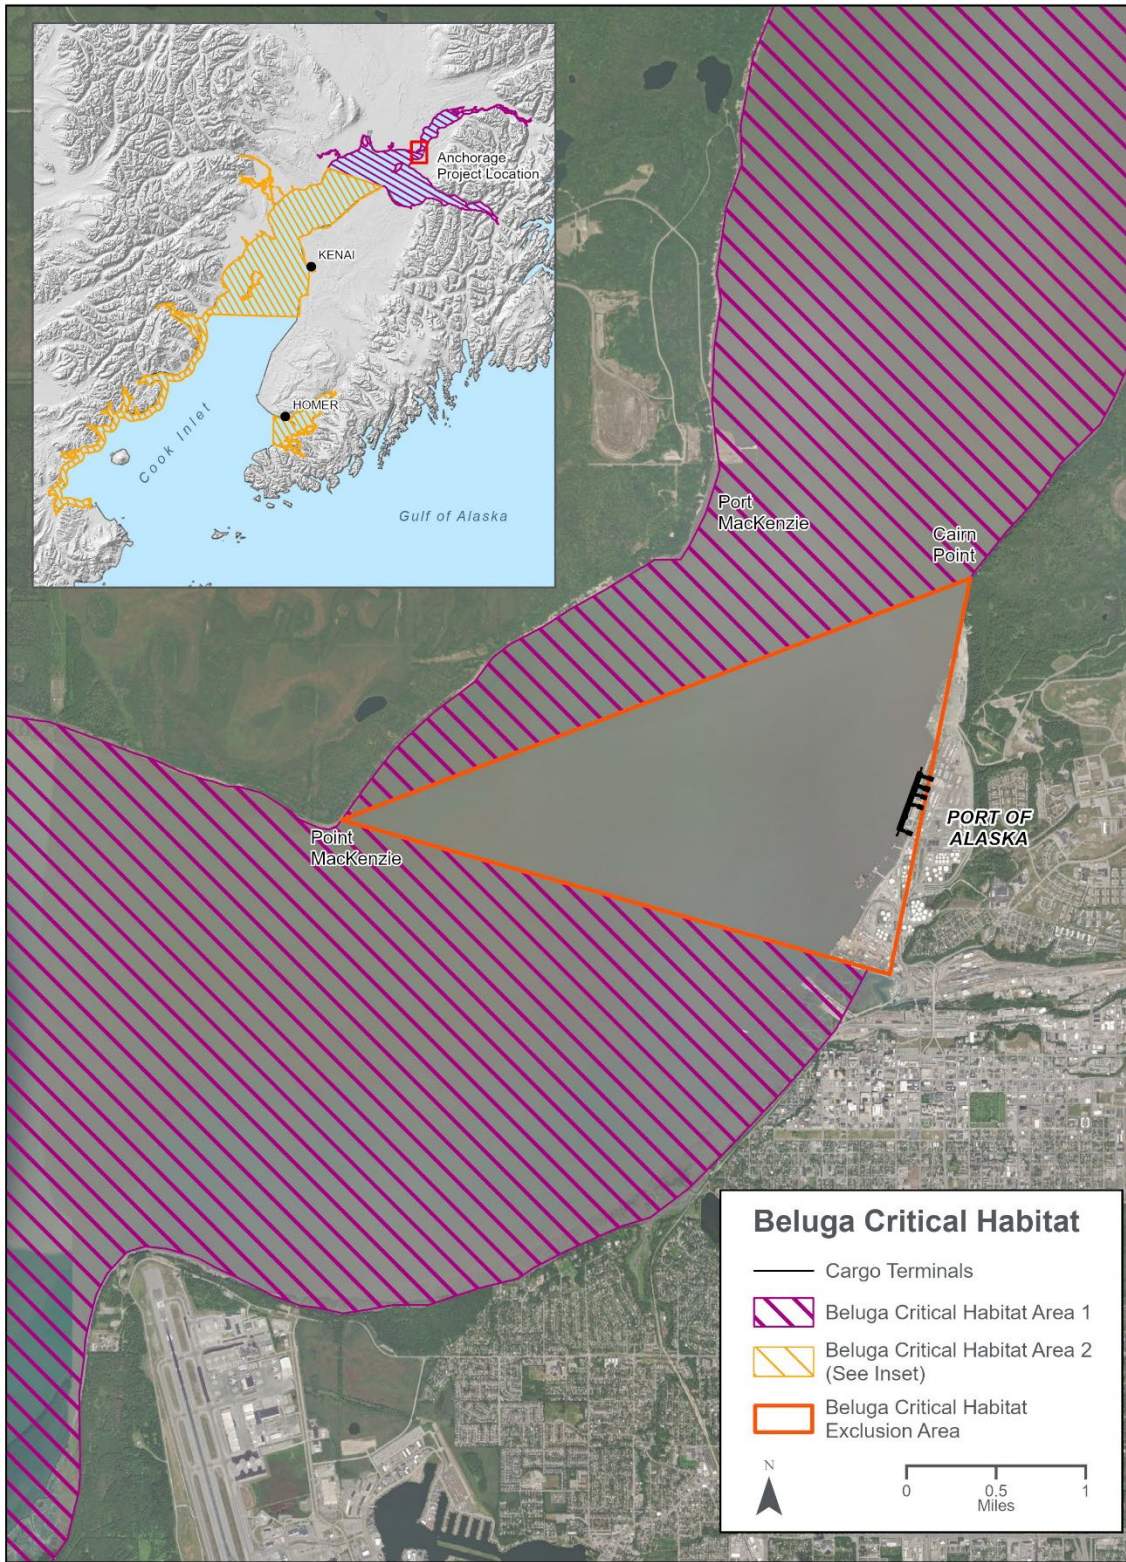 Anchorage
Project Location
KENAI
HOMER
Cook Inlet
Gulf of Alaska
Port
MacKenzie
Cairn
Point
Point
MacKenzie
PORT OF
ALASKA
Beluga Critical Habitat
Cargo Terminals
Beluga Critical Habitat Area 1
Beluga Critical Habitat Area 2
(See Inset)
Beluga Critical Habitat
Exclusion Area
N
0 0.5 1
Miles